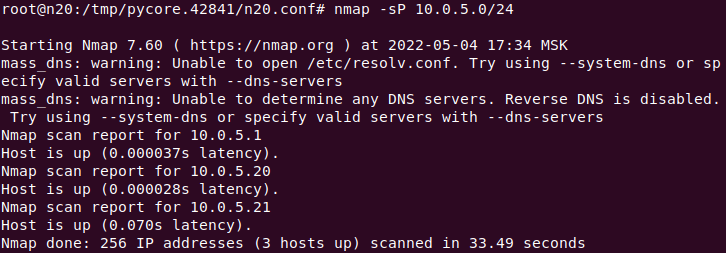 root@n20:/tmp/pycore.42841/n20.conf# nmap -sP 10.0.5.0/24
Starting Nmap 7.60 ( https://nmap.org ) at 2022-05-04 17:34 MSK
mass_dns: warning: Unable to open /etc/resolv.conf. Try using --system-dns or sp
ecify valid servers with --dns-servers
mass_dns: warning: Unable to determine any DNS servers. Reverse DNS is disabled.
 Try using --system-dns or specify valid servers with --dns-servers
Nmap scan report for 10.0.5.1
Host is up (0.000037s latency).
Nmap scan report for 10.0.5.20
Host is up (0.000028s latency).
Nmap scan report for 10.0.5.21
Host is up (0.070s latency).
Nmap done: 256 IP addresses (3 hosts up) scanned in 33.49 seconds